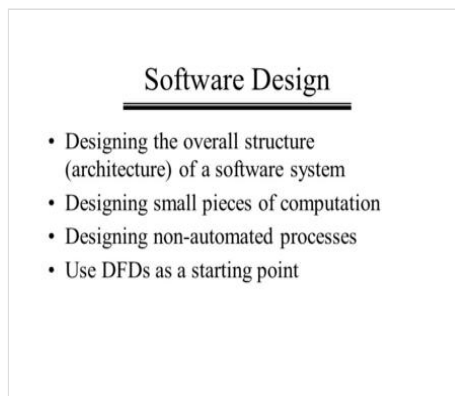 Software Design
• Designing the overall structure
(architecture) of a software system
• Designing small pieces of computation
• Designing non-automated processes
• Use DFDs as a starting point